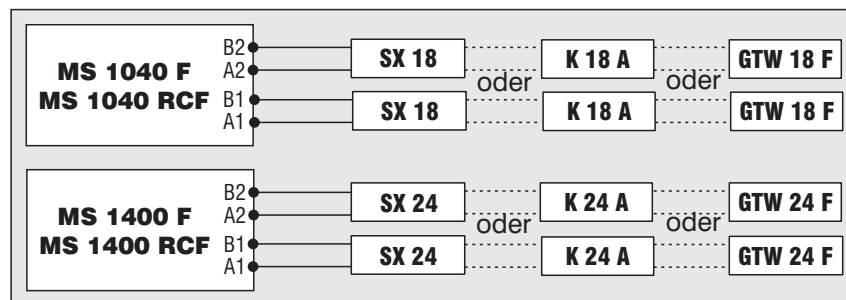 MS 1040 F
MS 1040 RCF
B2
A2
B1
A1
SX 18 oder K 18 A oder GTW 18 F
SX 18 K 18 A GTW 18 F
MS 1400 F
MS 1400 RCF
B2
A2
B1
A1
SX 24 oder K 24 A oder GTW 24 F
SX 24 K 24 A GTW 24 F